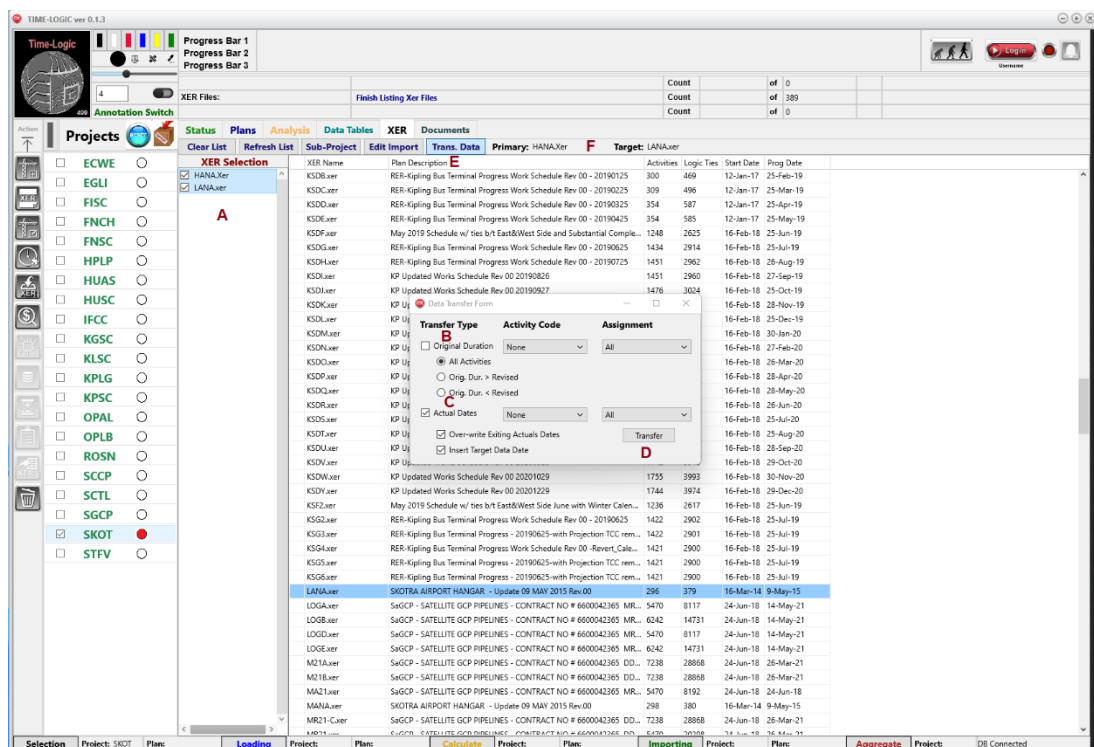 TIME-LOGIC ver 0.1.3
Time-Logic
499
4
Annotation Switch
Progress Bar 1
Progress Bar 2
Progress Bar 3
Login
Username
Count of 0
XER Files: Finish Listing Xer Files Count of 389
Count of 0
Action
Projects
Status Plans Analysis Data Tables XER Documents
Clear List Refresh List Sub-Project Edit Import Trans. Data Primary: HANA.Xer F Target: LANA.xer
ECWE
EGLI
FISC
FNCH
FNSC
HPLP
HUAS
HUSC
IFCC
KGSC
KLSC
KPLG
KPSC
OPAL
OPLB
ROSN
SCCP
SCTL
SGCP
SKOT
STFV
XER
XER
XER
XER Selection
HANA.Xer
LANA.xer
A
XER Name Plan Description E Activities Logic Ties Start Date Prog Date
KSDB.xer RER-Kipling Bus Terminal Progress Work Schedule Rev 00 - 20190125 300 469 12-Jan-17 25-Feb-19
KSDC.xer RER-Kipling Bus Terminal Progress Work Schedule Rev 00 - 20190225 309 496 12-Jan-17 25-Mar-19
KSDD.xer RER-Kipling Bus Terminal Progress Work Schedule Rev 00 - 20190325 354 587 12-Jan-17 25-Apr-19
KSDE.xer RER-Kipling Bus Terminal Progress Work Schedule Rev 00 - 20190425 354 585 12-Jan-17 25-May-19
KSDF.xer May 2019 Schedule w/ ties b/t East&West Side and Substantial Comple... 1248 2625 16-Feb-18 25-Jun-19
KSDG.xer RER-Kipling Bus Terminal Progress Work Schedule Rev 00 - 20190625 1434 2914 16-Feb-18 25-Jul-19
KSDH.xer RER-Kipling Bus Terminal Progress Work Schedule Rev 00 - 20190725 1451 2962 16-Feb-18 26-Aug-19
KSDI.xer KP Updated Works Schedule Rev 00 20190826 1451 2960 16-Feb-18 27-Sep-19
KSDJ.xer KP Updated Works Schedule Rev 00 20190927 1476 3024 16-Feb-18 25-Oct-19
KSDK.xer KP Up 16-Feb-18 28-Nov-19
KSDL.xer KP Up 16-Feb-18 25-Dec-19
KSDM.xer KP Up 16-Feb-18 30-Jan-20
KSDN.xer KP Up 16-Feb-18 27-Feb-20
KSDO.xer KP Up 16-Feb-18 26-Mar-20
KSDP.xer KP Up 16-Feb-18 28-Apr-20
KSDQ.xer KP Up 16-Feb-18 28-May-20
KSDR.xer KP Up 16-Feb-18 26-Jun-20
KSDS.xer KP Up 16-Feb-18 25-Jul-20
KSDT.xer KP Up 16-Feb-18 25-Aug-20
KSDU.xer KP Up 16-Feb-18 28-Sep-20
KSDV.xer KP Up 16-Feb-18 29-Oct-20
KSDW.xer KP Updated Works Schedule Rev 00 20201029 1755 3993 16-Feb-18 30-Nov-20
KSDY.xer KP Updated Works Schedule Rev 00 20201229 1744 3974 16-Feb-18 29-Dec-20
KSF2.xer May 2019 Schedule w/ ties b/t East&West Side June with Winter Calen... 1236 2617 16-Feb-18 25-Jun-19
KSG2.xer RER-Kipling Bus Terminal Progress Work Schedule Rev 00 - 20190625 1422 2902 16-Feb-18 25-Jul-19
KSG3.xer RER-Kipling Bus Terminal Progress - 20190625-with Projection TCC rem... 1422 2901 16-Feb-18 25-Jul-19
KSG4.xer RER-Kipling Bus Terminal Progress Work Schedule Rev 00 -Revert_Cale... 1421 2900 16-Feb-18 25-Jul-19
KSG5.xer RER-Kipling Bus Terminal Progress - 20190625-with Projection TCC rem... 1421 2900 16-Feb-18 25-Jul-19
KSG6.xer RER-Kipling Bus Terminal Progress - 20190625-with Projection TCC rem... 1421 2900 16-Feb-18 25-Jul-19
LANA.xer SKOTRA AIRPORT HANGAR - Update 09 MAY 2015 Rev.00 296 379 16-Mar-14 9-May-15
LOGA.xer SaGCP - SATELLITE GCP PIPELINES - CONTRACT NO # 6600042365 MR... 5470 8117 24-Jun-18 14-May-21
LOGB.xer SaGCP - SATELLITE GCP PIPELINES - CONTRACT NO # 6600042365 MR... 6242 14731 24-Jun-18 14-May-21
LOGD.xer SaGCP - SATELLITE GCP PIPELINES - CONTRACT NO # 6600042365 MR... 5470 8117 24-Jun-18 14-May-21
LOGE.xer SaGCP - SATELLITE GCP PIPELINES - CONTRACT NO # 6600042365 MR... 6242 14731 24-Jun-18 14-May-21
M21A.xer SaGCP - SATELLITE GCP PIPELINES - CONTRACT NO # 6600042365 DD... 7238 28868 24-Jun-18 26-Mar-21
M21B.xer SaGCP - SATELLITE GCP PIPELINES - CONTRACT NO # 6600042365 DD... 7238 28868 24-Jun-18 26-Mar-21
MA21.xer SaGCP - SATELLITE GCP PIPELINES - CONTRACT NO # 6600042365 MR... 5470 8192 24-Jun-18 24-Jun-18
MANA.xer SKOTRA AIRPORT HANGAR - Update 09 MAY 2015 Rev.00 298 380 16-Mar-14 9-May-15
MR21-C.xer SaGCP - SATELLITE GCP PIPELINES - CONTRACT NO # 6600042365 DD... 7238 28868 24-Jun-18 26-Mar-21
Data Transfer Form
Transfer Type Activity Code Assignment
B
Original Duration None All
All Activities
Orig. Dur. > Revised
Orig. Dur. < Revised
C
Actual Dates None All
Over-write Exiting Actuals Dates Transfer
Insert Target Data Date D
Selection Project: SKOT Plan: Loading Project: Plan: Calculate Project: Plan: Importing Project: Plan: Aggregate Project: DB Connected